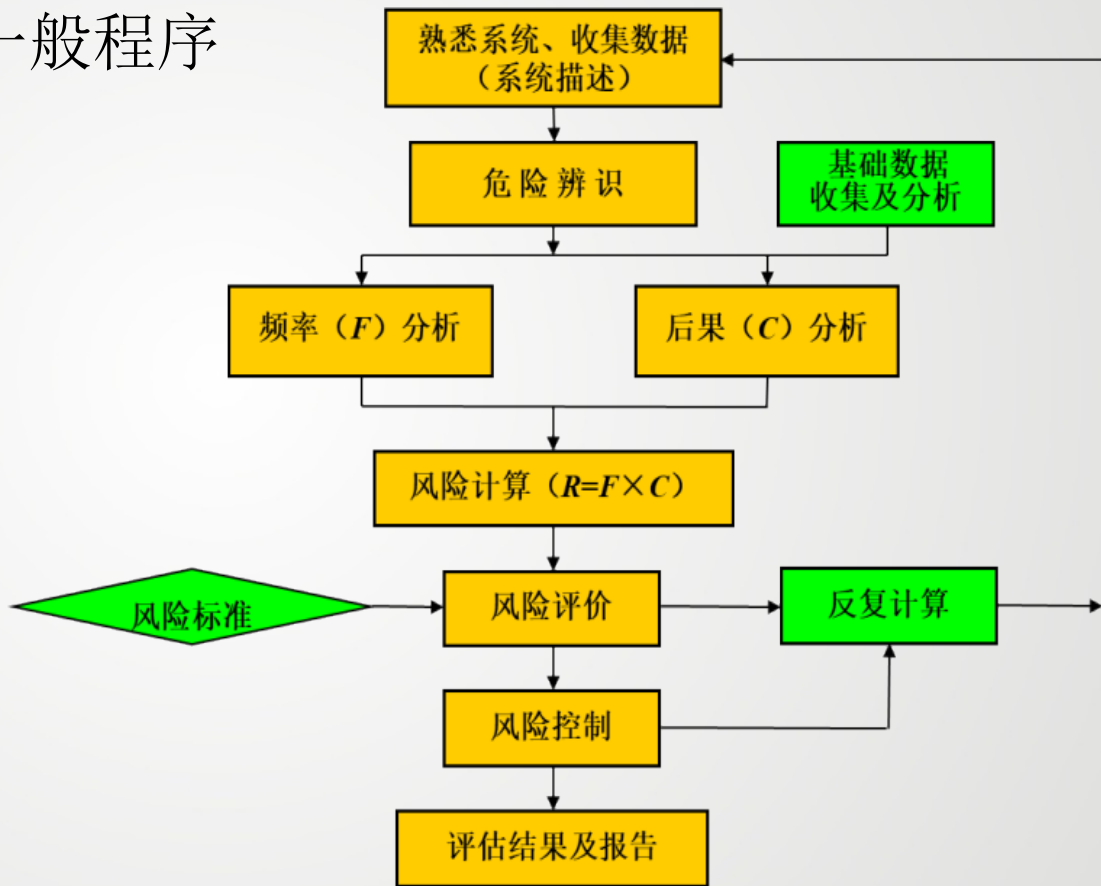 一般程序
熟悉系统、收集数据
（系统描述）
危 险 辨 识
基础数据
收集及分析
频率（F）分析
后果（C）分析
风险计算（R=F×C）
风险标准
风险评价
反复计算
风险控制
评估结果及报告